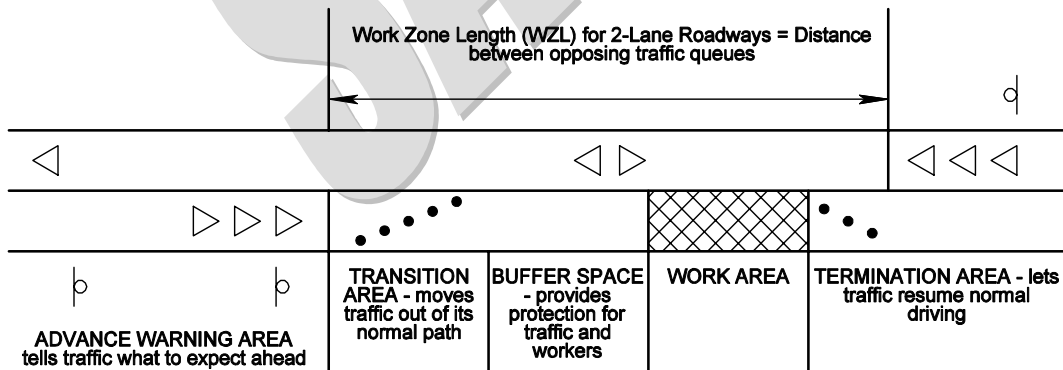 Work Zone Length (WZL) for 2-Lane Roadways = Distance
between opposing traffic queues
TRANSITION
AREA - moves
traffic out of its
normal path
BUFFER SPACE
- provides
protection for
traffic and
workers
WORK AREA
TERMINATION AREA - lets
traffic resume normal
driving
ADVANCE WARNING AREA
tells traffic what to expect ahead